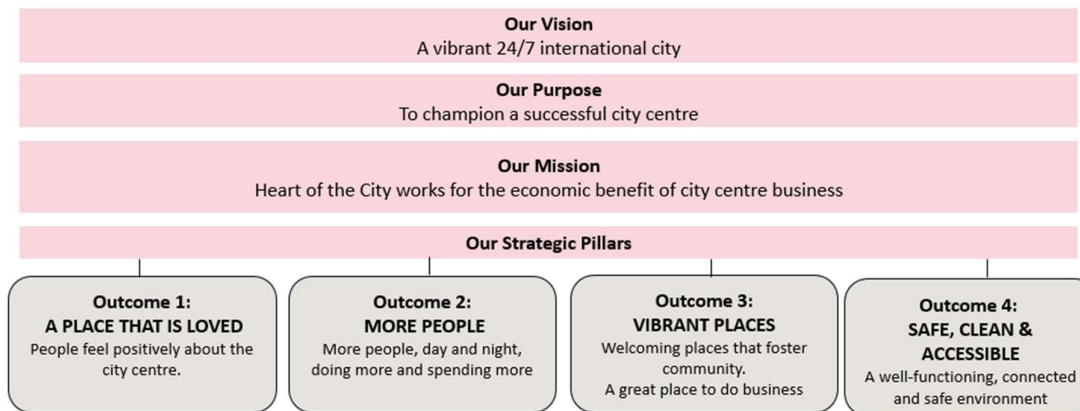 Our Vision
A vibrant 24/7 international city
Our Purpose
To champion a successful city centre
Our Mission
Heart of the City works for the economic benefit of city centre business
Our Strategic Pillars
Outcome 1:
A PLACE THAT IS LOVED
People feel positively about the
city centre.
Outcome 2:
MORE PEOPLE
More people, day and night,
doing more and spending more
Outcome 3:
VIBRANT PLACES
Welcoming places that foster
community.
A great place to do business
Outcome 4:
SAFE, CLEAN &
ACCESSIBLE
A well-functioning, connected
and safe environment